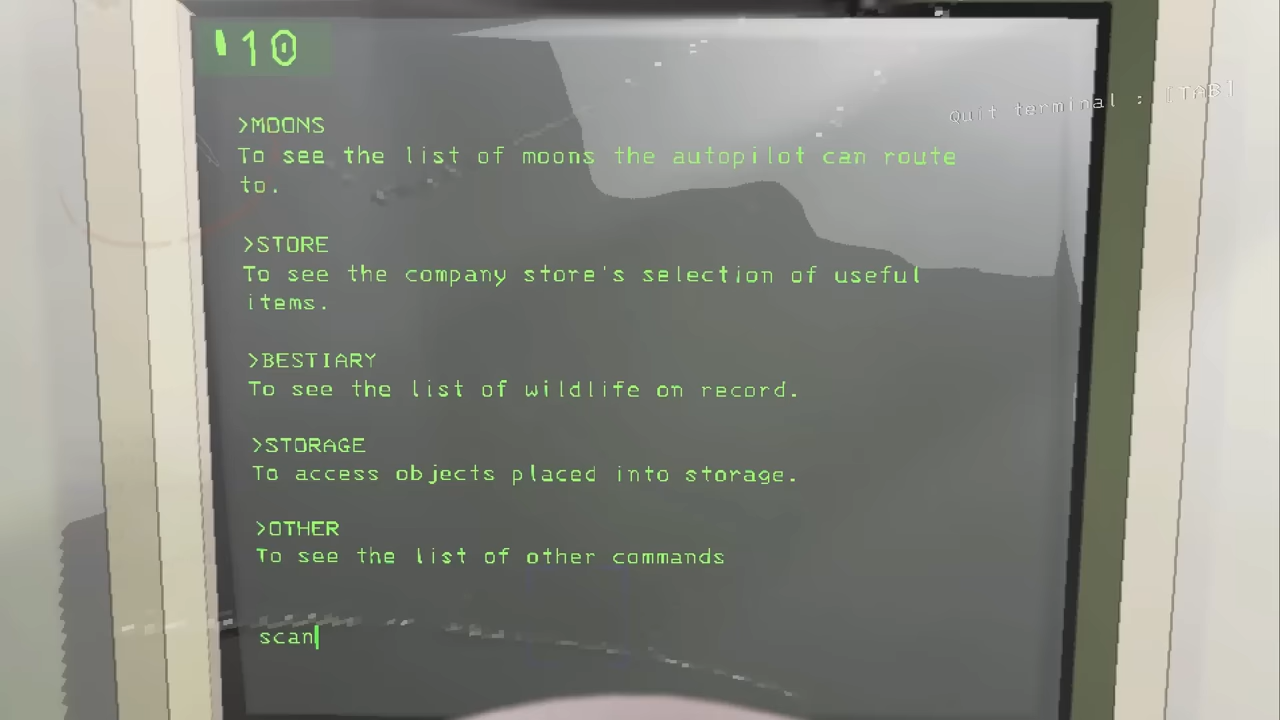 '10
Quit terminal : [TAB]
>MOONS
To see the list of moons the autopilot can route
to.
>STORE
To see the company store's selection of useful
items.
>BESTIARY
To see the list of wildlife on record.
>STORAGE
To access objects placed into storage.
>OTHER
To see the list of other commands
scan